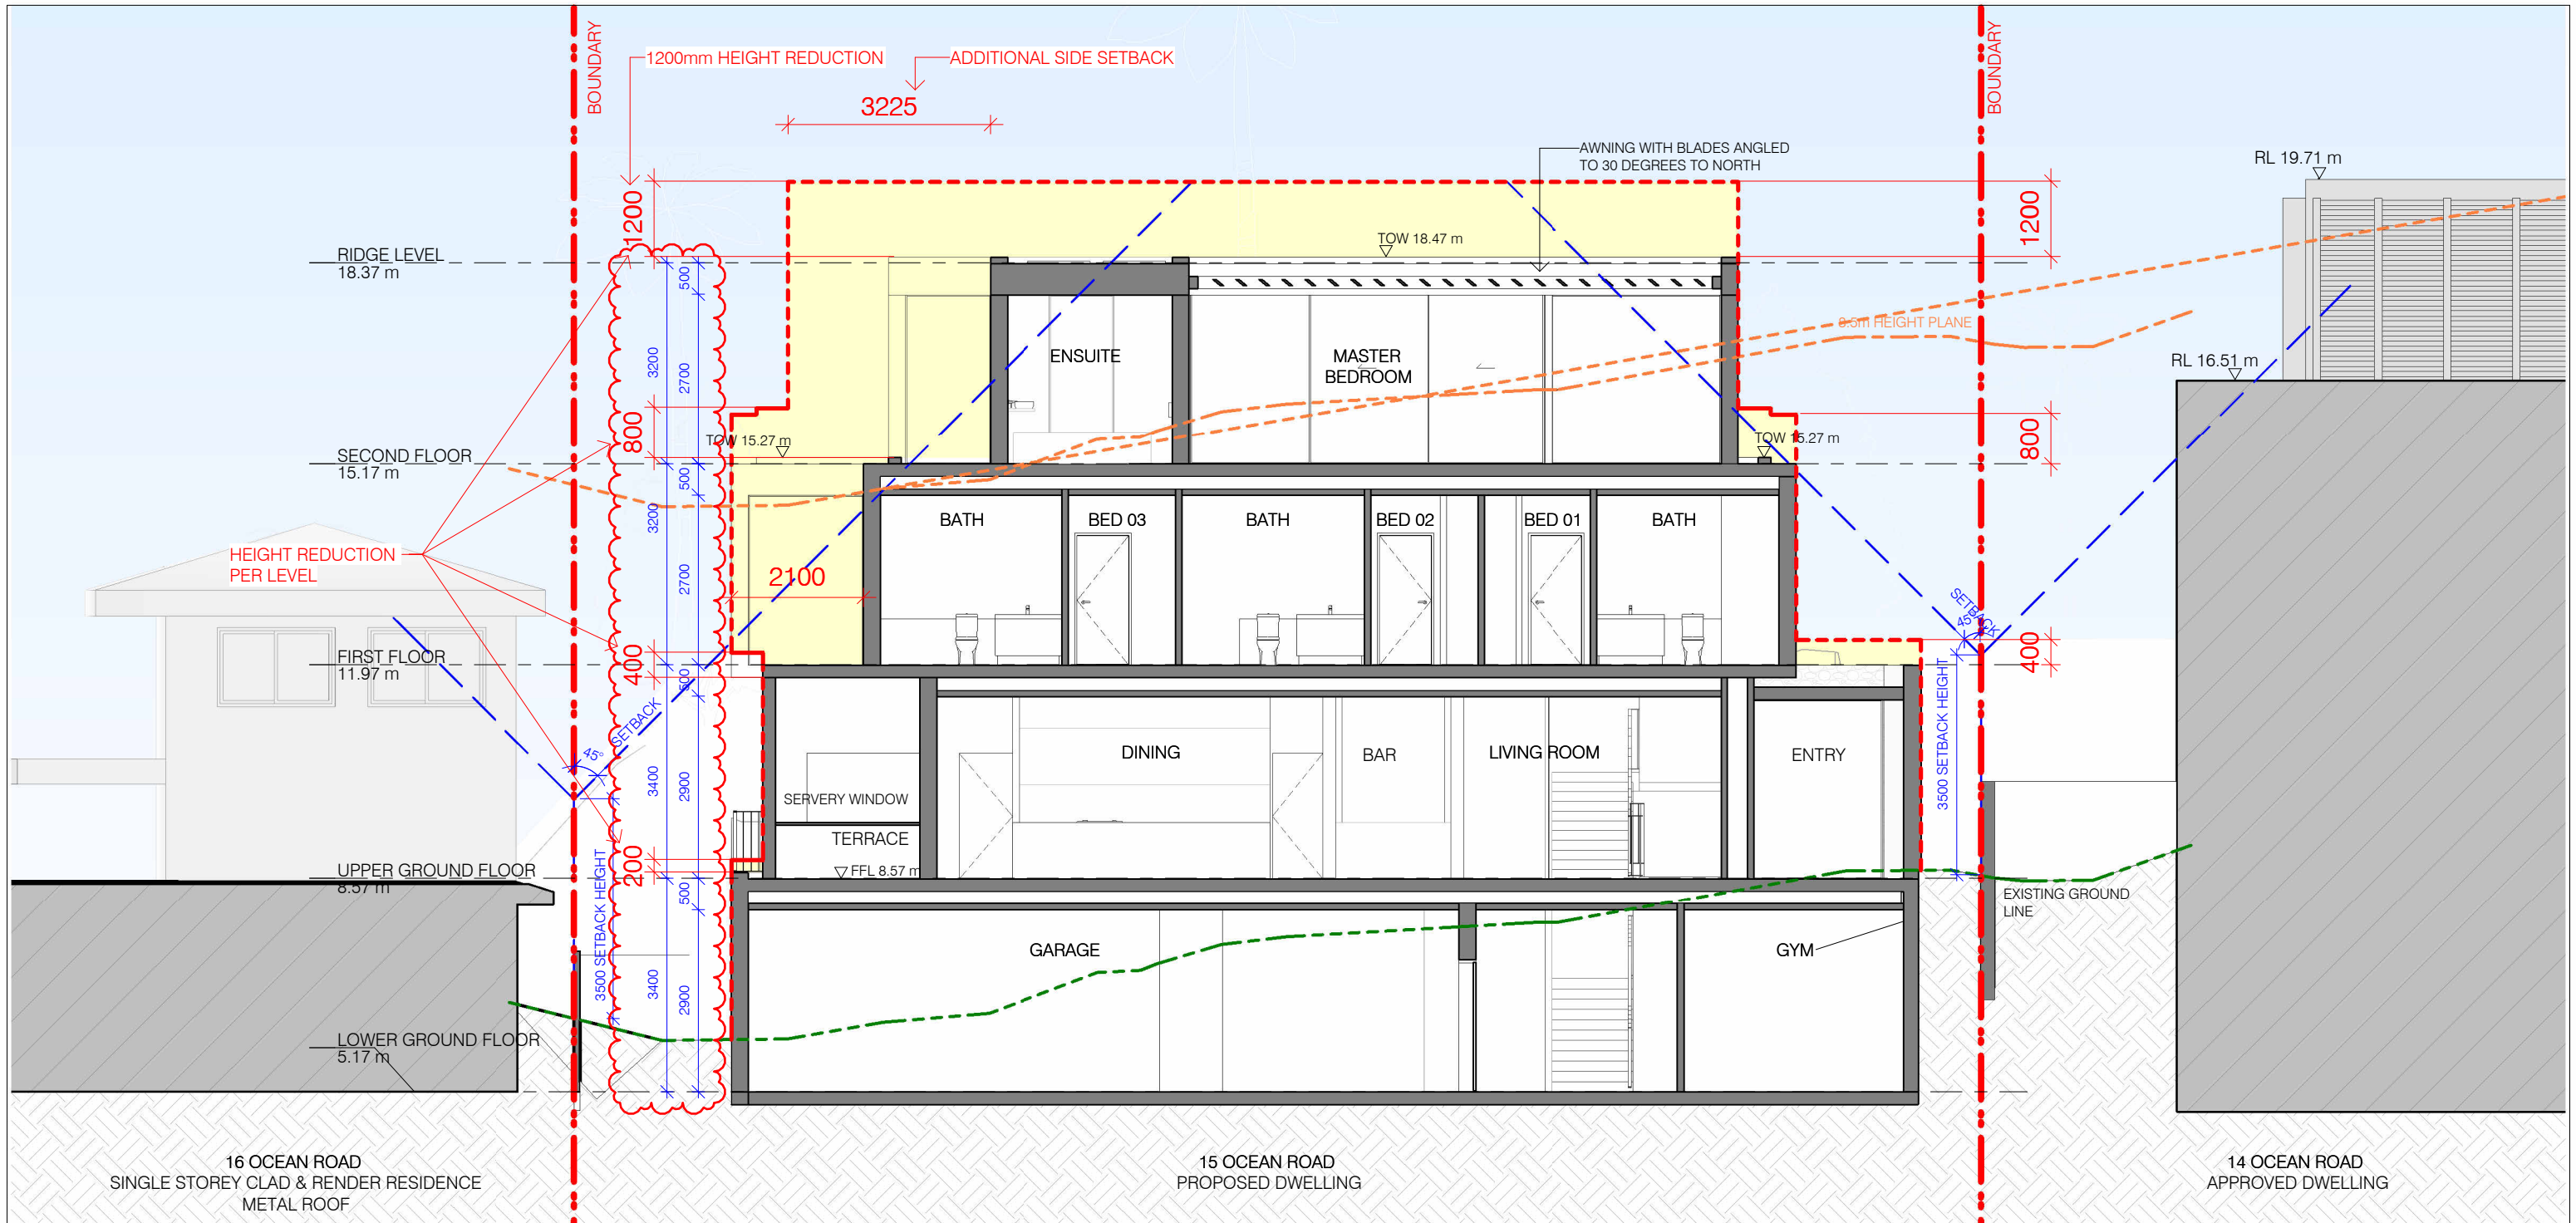 BOUNDARY
BOUNDARY
1200mm HEIGHT REDUCTION
ADDITIONAL SIDE SETBACK
3225
AWNING WITH BLADES ANGLED
TO 30 DEGREES TO NORTH
RL 19.71 m
1200
1200
TOW 18.47 m
RIDGE LEVEL
18.37 m
500
8.5m HEIGHT PLANE
ENSUITE
MASTER
BEDROOM
3200
2700
RL 16.51 m
800
TOW 15.27 m
TOW 15.27 m
800
SECOND FLOOR
15.17 m
500
3200
BATH
BED 03
BATH
BED 02
BED 01
BATH
HEIGHT REDUCTION
PER LEVEL
2700
2100
SETBACK
45°
FIRST FLOOR
11.97 m
400
500
400
SETBACK
45°
3500 SETBACK HEIGHT
DINING
BAR
LIVING ROOM
ENTRY
3400
2900
SERVERY WINDOW
TERRACE
FFL 8.57 m
200
UPPER GROUND FLOOR
8.57 m
500
EXISTING GROUND
LINE
3500 SETBACK HEIGHT
GARAGE
GYM
3400
2900
LOWER GROUND FLOOR
5.17 m
16 OCEAN ROAD
SINGLE STOREY CLAD & RENDER RESIDENCE
METAL ROOF
15 OCEAN ROAD
PROPOSED DWELLING
14 OCEAN ROAD
APPROVED DWELLING